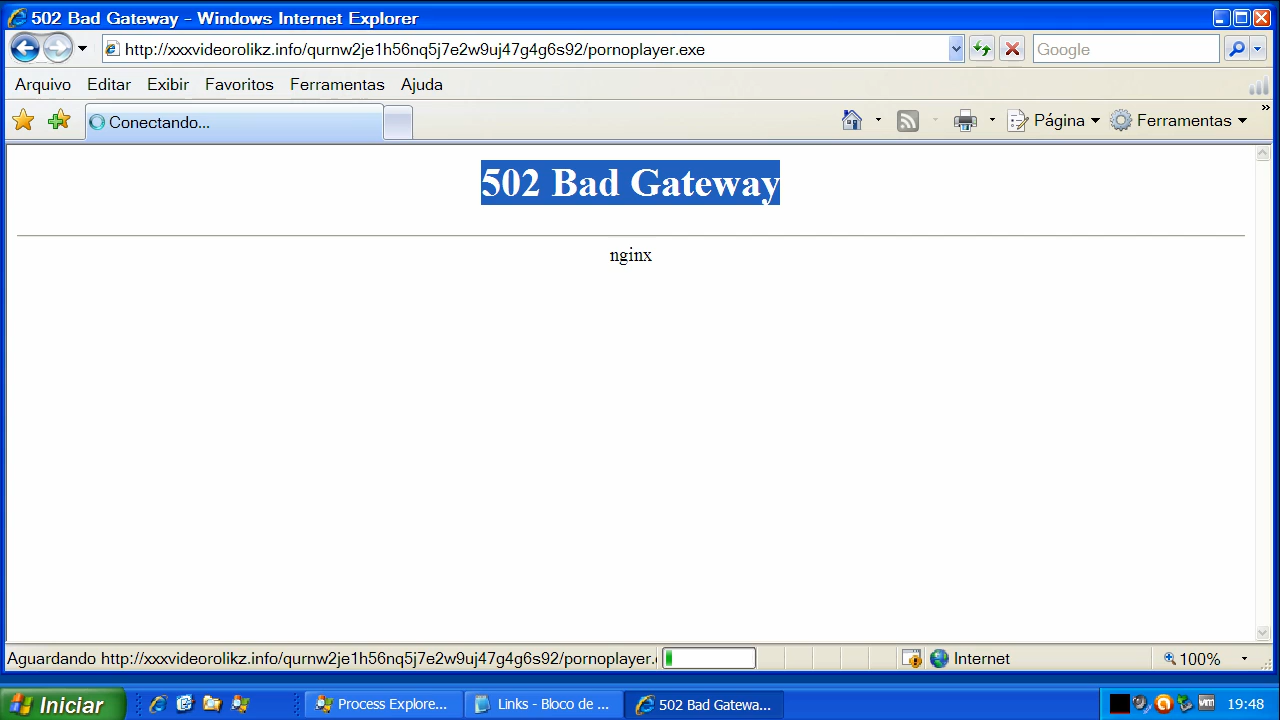 502 Bad Gateway - Windows Internet Explorer
http://xxxvideorolikz.info/qurnw2je1h56nq5j7e2w9uj47g4g6s92/pornoplayer.exe
Google
Arquivo Editar Exibir Favoritos Ferramentas Ajuda
Conectando...
Página Ferramentas
502 Bad Gateway
nginx
Aguardando http://xxxvideorolikz.info/qurnw2je1h56nq5j7e2w9uj47g4g6s92/pornoplayer.
Internet
100%
Iniciar
Process Explore...
Links - Bloco de ...
502 Bad Gatewa...
19:48